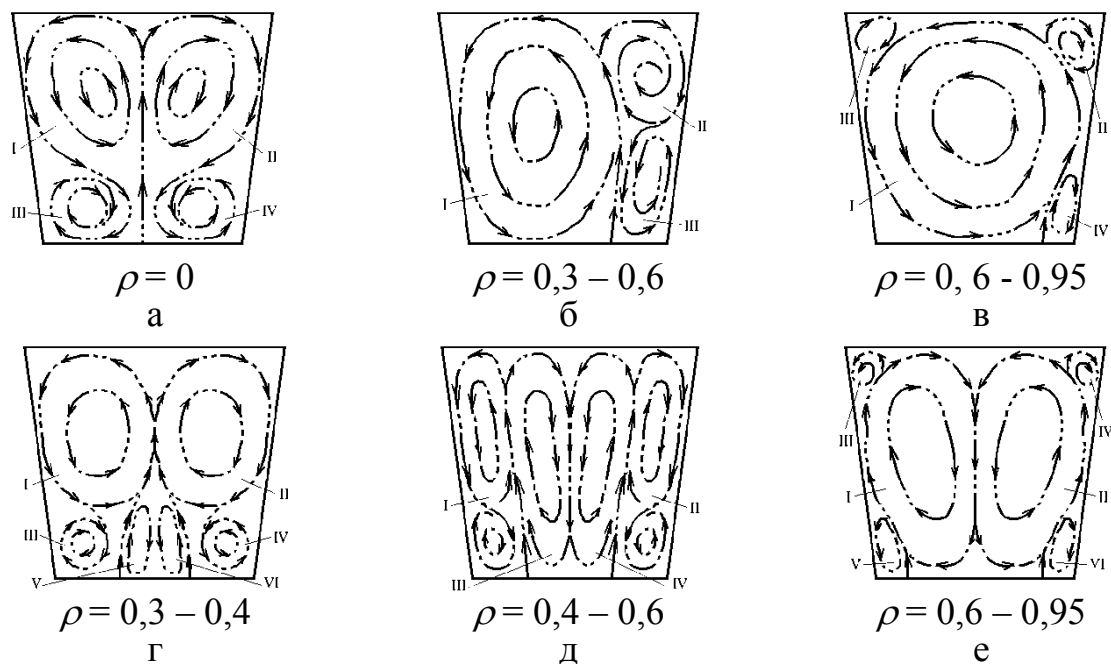 I
II
III
IV
ρ = 0
а
I
II
III
ρ = 0,3 – 0,6
б
III
II
I
IV
ρ = 0, 6 - 0,95
в
I
II
III
IV
V
VI
ρ = 0,3 – 0,4
г
I
II
III
IV
ρ = 0,4 – 0,6
д
III
IV
I
II
V
VI
ρ = 0,6 – 0,95
е